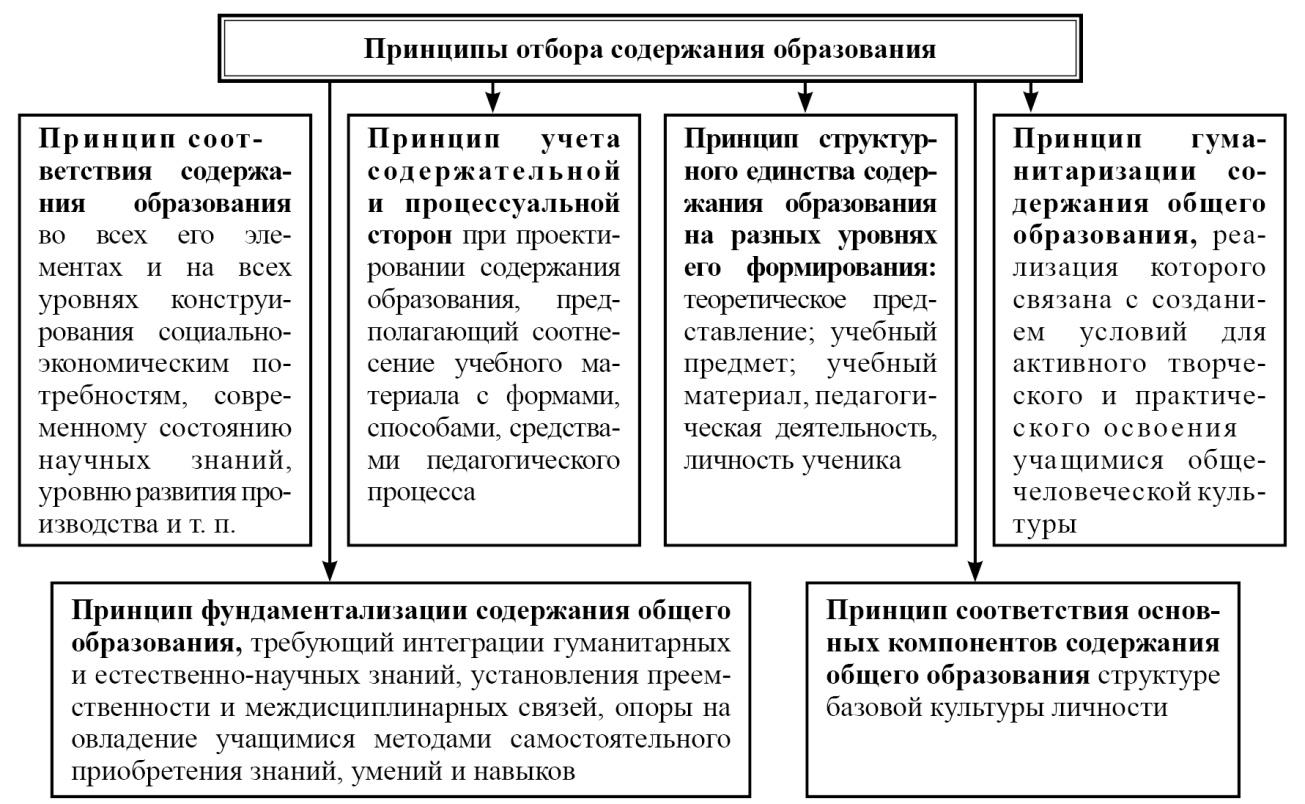 Принципы отбора содержания образования
Принцип соот-
ветствия содержа-
ния образования
во всех его эле-
ментах и на всех
уровнях конструи-
рования социально-
экономическим по-
требностям, совре-
менному состоянию
научных знаний,
уровню развития про-
изводства и т. п.
Принцип учета
содержательной
и процессуальной
сторон при проекти-
ровании содержания
образования, пред-
полагающий соотне-
сение учебного ма-
териала с формами,
способами, средства-
ми педагогического
процесса
Принцип структур-
ного единства содер-
жания образования
на разных уровнях
его формирования:
теоретическое пред-
ставление; учебный
предмет; учебный
материал, педагоги-
ческая деятельность,
личность ученика
Принцип гума-
нитаризации со-
держания общего
образования, реа-
лизация которого
связана с создани-
ем условий для
активного творче-
ского и практиче-
ского освоения
учащимися обще-
человеческой куль-
туры
Принцип фундаментализации содержания общего
образования, требующий интеграции гуманитарных
и естественно-научных знаний, установления преем-
ственности и междисциплинарных связей, опоры на
овладение учащимися методами самостоятельного
приобретения знаний, умений и навыков
Принцип соответствия основ-
ных компонентов содержания
общего образования структуре
базовой культуры личности